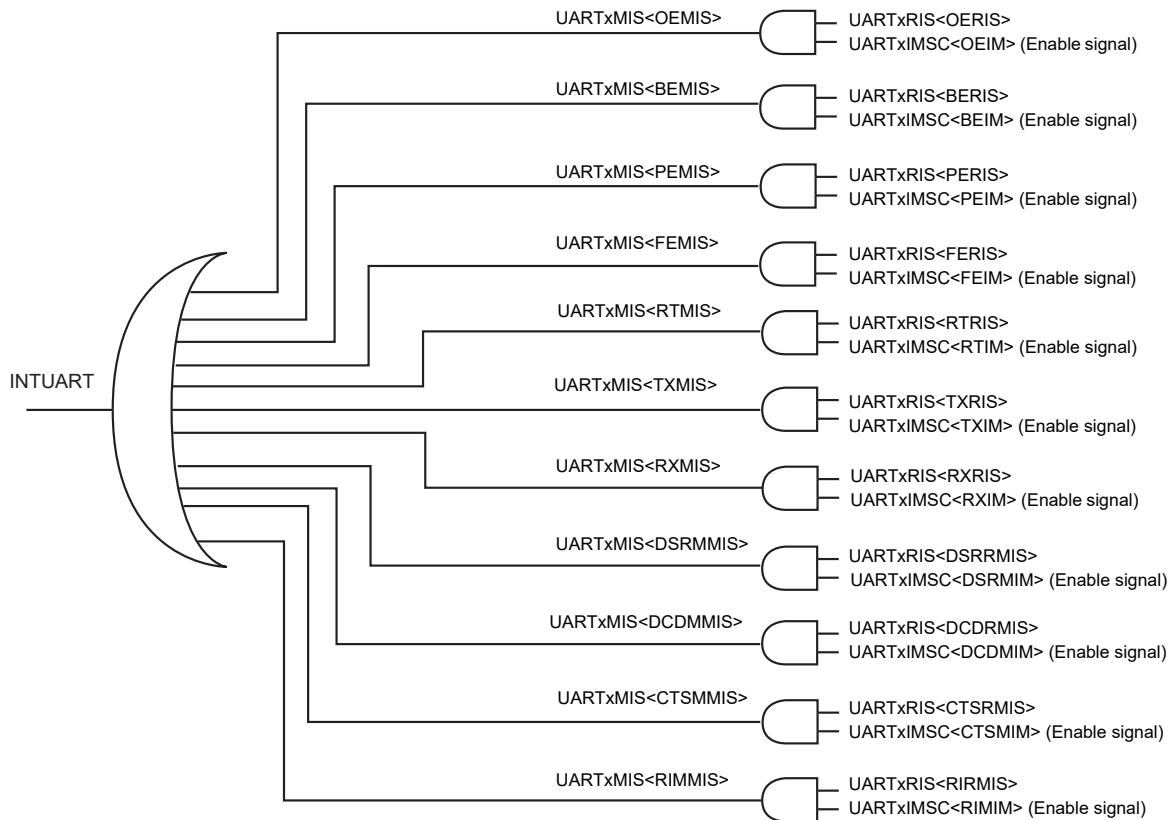 UARTxMIS<OEMIS>
UARTxRIS<OERIS>
UARTxIMSC<OEIM> (Enable signal)
UARTxMIS<BEMIS>
UARTxRIS<BERIS>
UARTxIMSC<BEIM> (Enable signal)
UARTxMIS<PEMIS>
UARTxRIS<PERIS>
UARTxIMSC<PEIM> (Enable signal)
UARTxMIS<FEMIS>
UARTxRIS<FERIS>
UARTxIMSC<FEIM> (Enable signal)
UARTxMIS<RTMIS>
UARTxRIS<RTRIS>
UARTxIMSC<RTIM> (Enable signal)
INTUART
UARTxMIS<TXMIS>
UARTxRIS<TXRIS>
UARTxIMSC<TXIM> (Enable signal)
UARTxMIS<RXMIS>
UARTxRIS<RXRIS>
UARTxIMSC<RXIM> (Enable signal)
UARTxMIS<DSRMMIS>
UARTxRIS<DSRRMIS>
UARTxIMSC<DSRMIM> (Enable signal)
UARTxMIS<DCDMMIS>
UARTxRIS<DCDRMIS>
UARTxIMSC<DCDMIM> (Enable signal)
UARTxMIS<CTSMMIS>
UARTxRIS<CTSRMIS>
UARTxIMSC<CTSMIM> (Enable signal)
UARTxMIS<RIMMIS>
UARTxRIS<RIRMIS>
UARTxIMSC<RIMIM> (Enable signal)